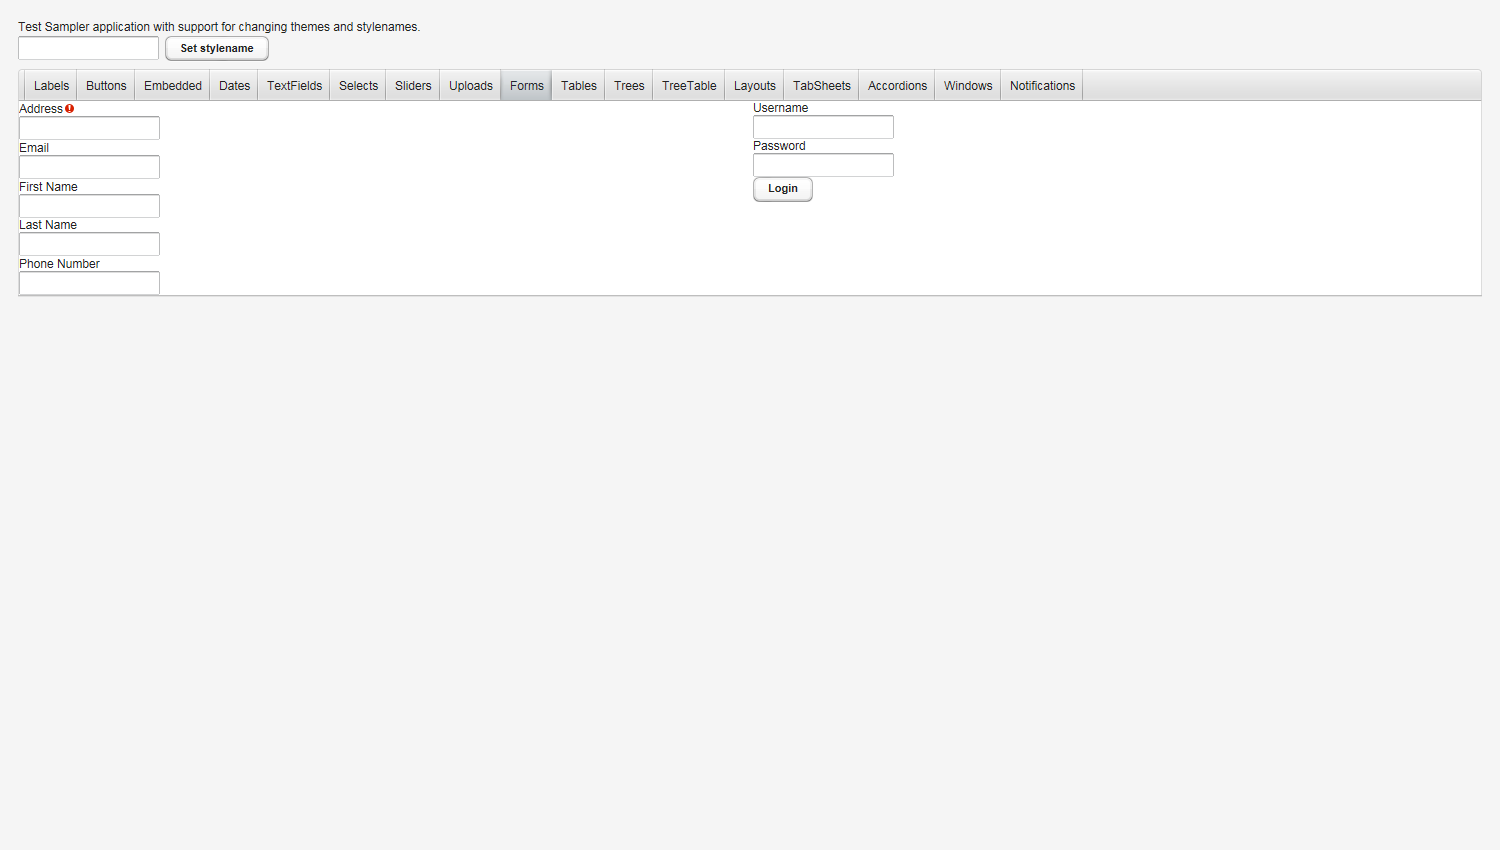 Test Sampler application with support for changing themes and stylenames.
Set stylename
Labels Buttons Embedded Dates TextFields Selects Sliders Uploads Forms Tables Trees TreeTable Layouts TabSheets Accordions Windows Notifications
Address
Email
First Name
Last Name
Phone Number
Username
Password
Login